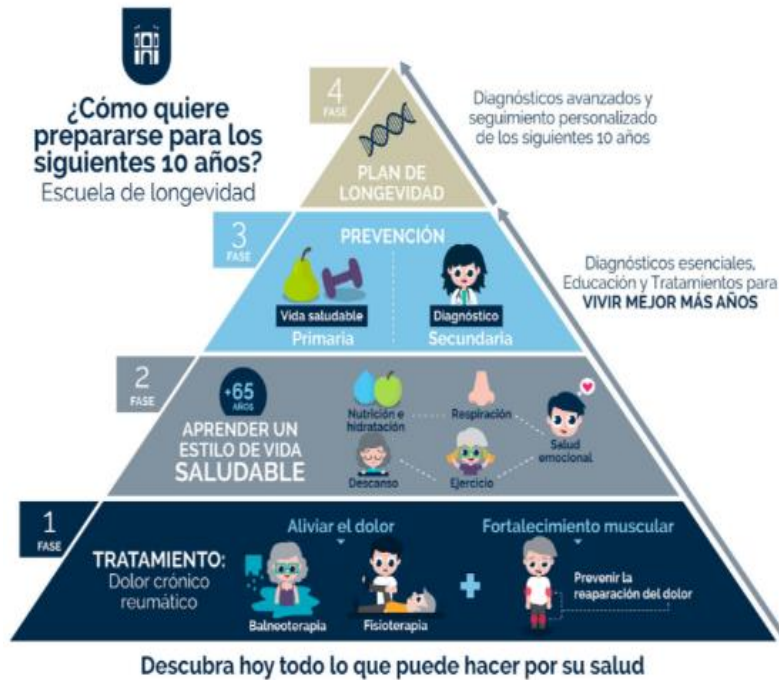 ¿Cómo quiere
prepararse para los
siguientes 10 años?
Escuela de longevidad
4
FASE
PLAN DE
LONGEVIDAD
Diagnósticos avanzados y
seguimiento personalizado
de los siguientes 10 años
3
FASE
PREVENCIÓN
Vida saludable
Primaria
Diagnóstico
Secundaria
Diagnósticos esenciales,
Educación y Tratamientos para
VIVIR MEJOR MÁS AÑOS
2
FASE
+65
AÑOS
APRENDER UN
ESTILO DE VIDA
SALUDABLE
Nutrición e
hidratación
Respiración
Salud
emocional
Descanso
Ejercicio
1
FASE
TRATAMIENTO:
Dolor crónico
reumático
Aliviar el dolor
Balneoterapia
Fisioterapia
+
Fortalecimiento muscular
Prevenir la
reaparación del dolor
Descubra hoy todo lo que puede hacer por su salud